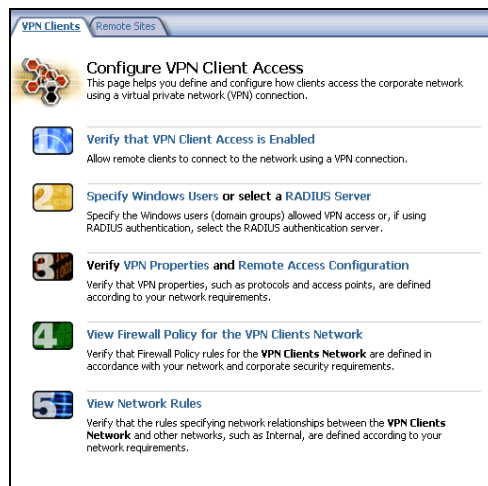 VPN Clients Remote Sites
Configure VPN Client Access
This page helps you define and configure how clients access the corporate network
using a virtual private network (VPN) connection.
1
Verify that VPN Client Access is Enabled
Allow remote clients to connect to the network using a VPN connection.
2
Specify Windows Users or select a RADIUS Server
Specify the Windows users (domain groups) allowed VPN access or, if using
RADIUS authentication, select the RADIUS authentication server.
3
Verify VPN Properties and Remote Access Configuration
Verify that VPN properties, such as protocols and access points, are defined
according to your network requirements.
4
View Firewall Policy for the VPN Clients Network
Verify that Firewall Policy rules for the VPN Clients Network are defined in
accordance with your network and corporate security requirements.
5
View Network Rules
Verify that the rules specifying network relationships between the VPN Clients
Network and other networks, such as Internal, are defined according to your
network requirements.